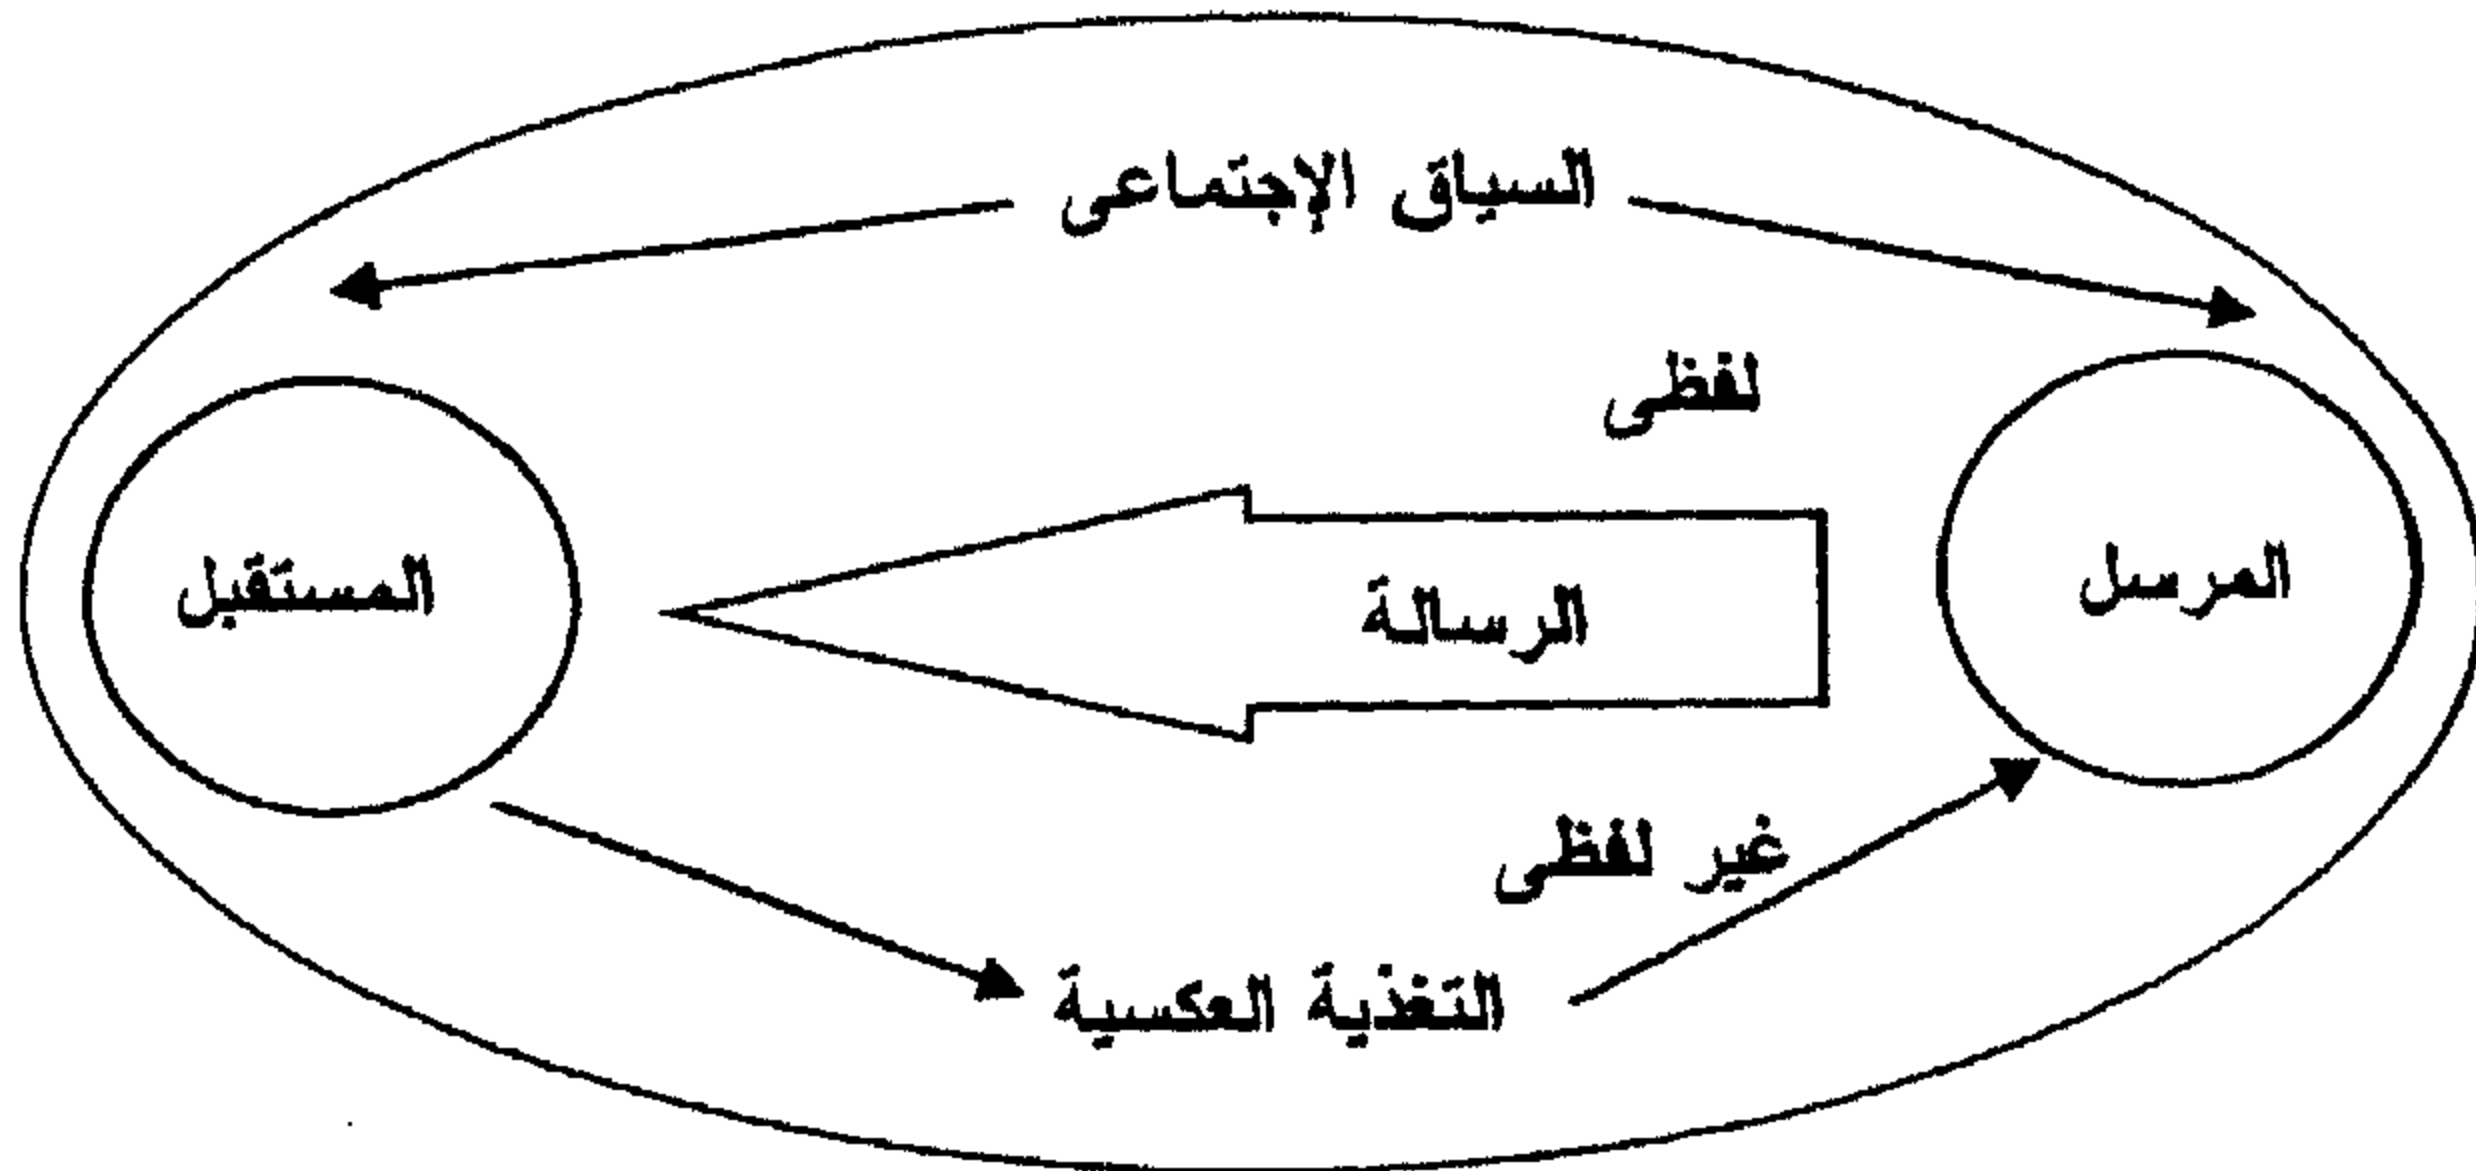 السياق الإجتماعى
لفظى
المرسل
الرسالة
المستقبل
غير لفظى
التغذية العكسية